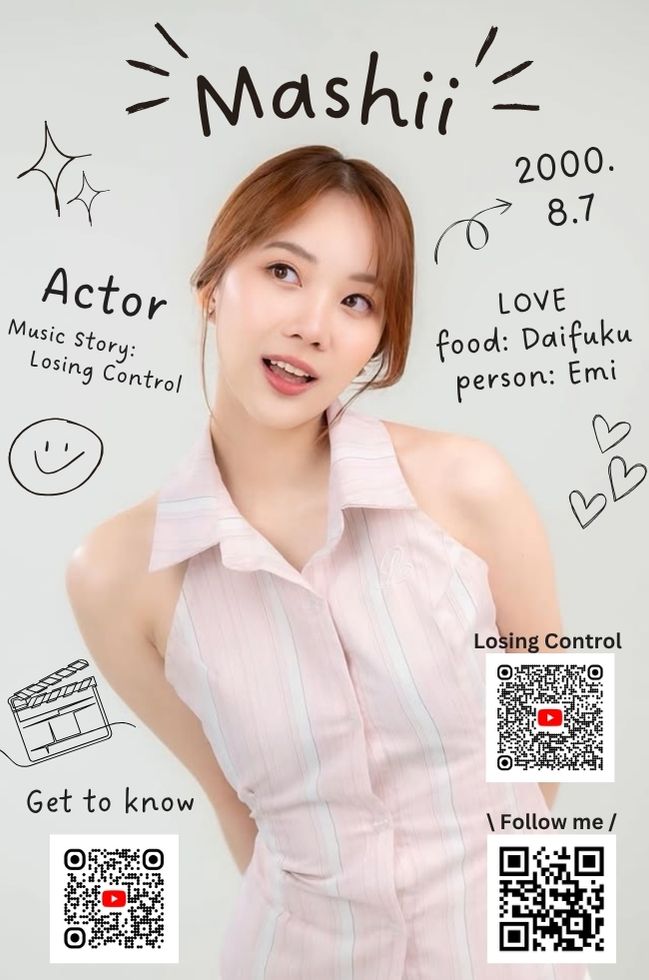 Mashii
2000.
8.7
Actor
Music Story:
Losing Control
LOVE
food: Daifuku
person: Emi
Losing Control
Get to know
\ Follow me /